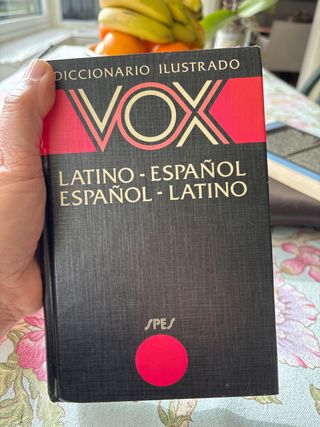 DICCIONARIO ILUSTRADO
VOX
LATINO - ESPAÑOL
ESPAÑOL - LATINO
SPES